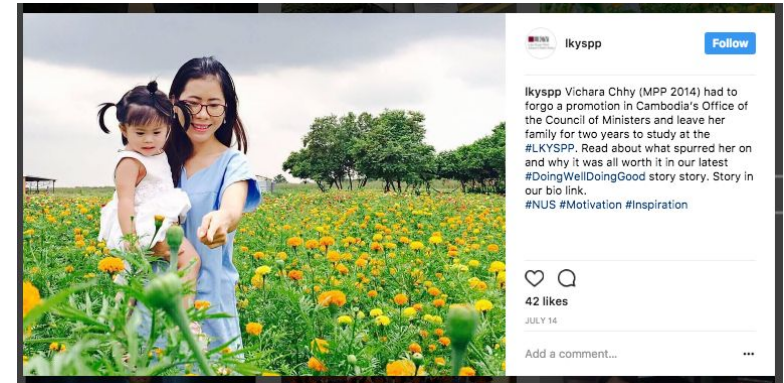 lkyspp
Follow
lkyspp Vichara Chhy (MPP 2014) had to
forgo a promotion in Cambodia's Office of
the Council of Ministers and leave her
family for two years to study at the
#LKYSPP. Read about what spurred her on
and why it was all worth it in our latest
#DoingWellDoingGood story story. Story in
our bio link.
#NUS #Motivation #Inspiration
42 likes
JULY 14
Add a comment...